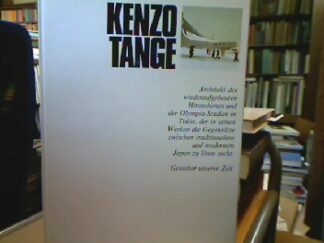 KENZO
TANGE
Architekt des
wiederaufgebauten
Hiroschimas und
der Olympia-Stadien in
Tokio, der in seinen
Werken die Gegensätze
zwischen traditionellem
und modernem
Japan zu lösen sucht.
Gestalter unserer Zeit